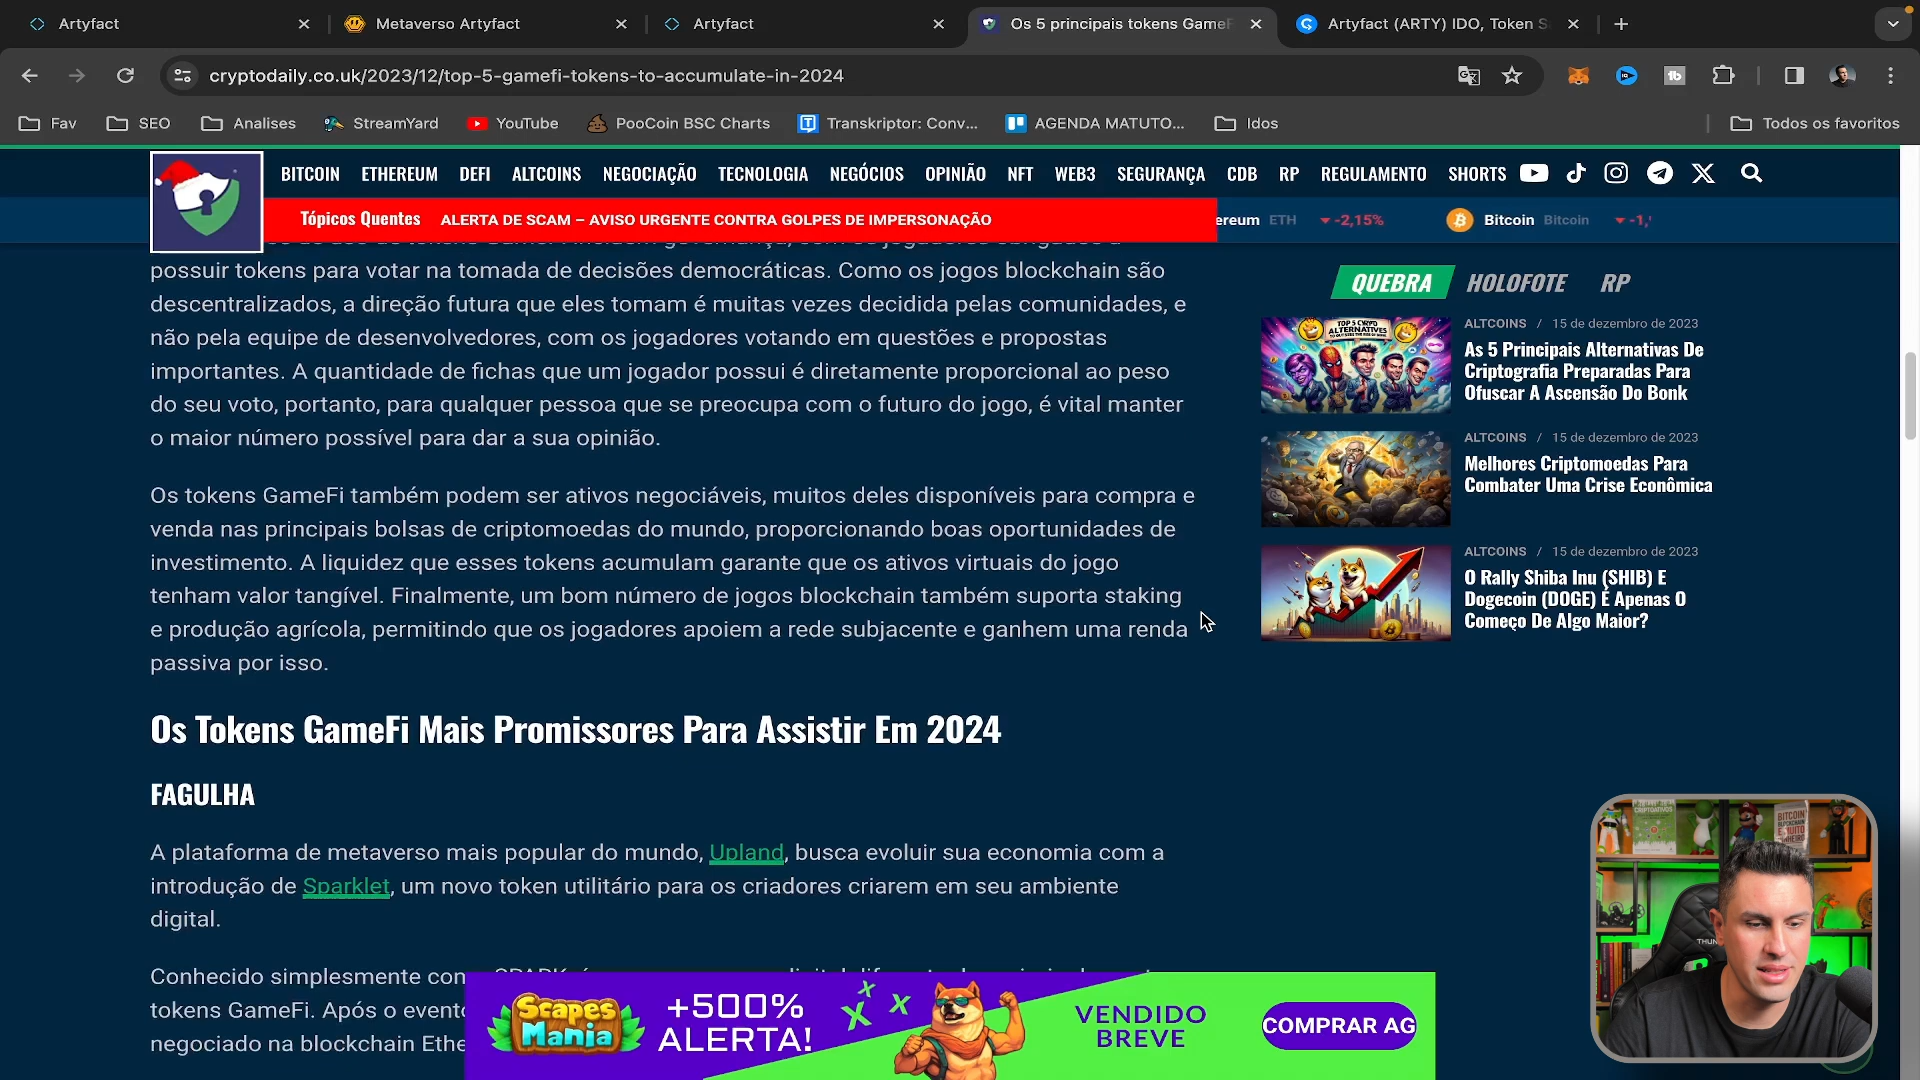 Artyfact
Metaverso Artyfact
Artyfact
Os 5 principais tokens GameF
Artyfact (ARTY) IDO, Token S
cryptodaily.co.uk/2023/12/top-5-gamefi-tokens-to-accumulate-in-2024
Fav
SEO
Analises
StreamYard
YouTube
PooCoin BSC Charts
Transkriptor: Conv...
AGENDA MATUTO...
Idos
Todos os favoritos
BITCOIN ETHEREUM DEFI ALTCOINS NEGOCIAÇÃO TECNOLOGIA NEGÓCIOS OPINIÃO NFT WEB3 SEGURANÇA CDB RP REGULAMENTO SHORTS
Tópicos Quentes ALERTA DE SCAM – AVISO URGENTE CONTRA GOLPES DE IMPERSONAÇÃO
ereum ETH -2,15% Bitcoin Bitcoin -1,
possuir tokens para votar na tomada de decisões democráticas. Como os jogos blockchain são
descentralizados, a direção futura que eles tomam é muitas vezes decidida pelas comunidades, e
não pela equipe de desenvolvedores, com os jogadores votando em questões e propostas
importantes. A quantidade de fichas que um jogador possui é diretamente proporcional ao peso
do seu voto, portanto, para qualquer pessoa que se preocupa com o futuro do jogo, é vital manter
o maior número possível para dar a sua opinião.
Os tokens GameFi também podem ser ativos negociáveis, muitos deles disponíveis para compra e
venda nas principais bolsas de criptomoedas do mundo, proporcionando boas oportunidades de
investimento. A liquidez que esses tokens acumulam garante que os ativos virtuais do jogo
tenham valor tangível. Finalmente, um bom número de jogos blockchain também suporta staking
e produção agrícola, permitindo que os jogadores apoiem a rede subjacente e ganhem uma renda
passiva por isso.
Os Tokens GameFi Mais Promissores Para Assistir Em 2024
FAGULHA
A plataforma de metaverso mais popular do mundo, Upland, busca evoluir sua economia com a
introdução de Sparklet, um novo token utilitário para os criadores criarem em seu ambiente
digital.
Conhecido simplesmente com
tokens GameFi. Após o evento
negociado na blockchain Ethe
QUEBRA HOLOFOTE RP
ALTCOINS / 15 de dezembro de 2023
As 5 Principais Alternativas De
Criptografia Preparadas Para
Ofuscar A Ascensão Do Bonk
ALTCOINS / 15 de dezembro de 2023
Melhores Criptomoedas Para
Combater Uma Crise Econômica
ALTCOINS / 15 de dezembro de 2023
O Rally Shiba Inu (SHIB) E
Dogecoin (DOGE) É Apenas O
Começo De Algo Maior?
Scapes
Mania
+500%
ALERTA!
VENDIDO
BREVE
COMPRAR AG